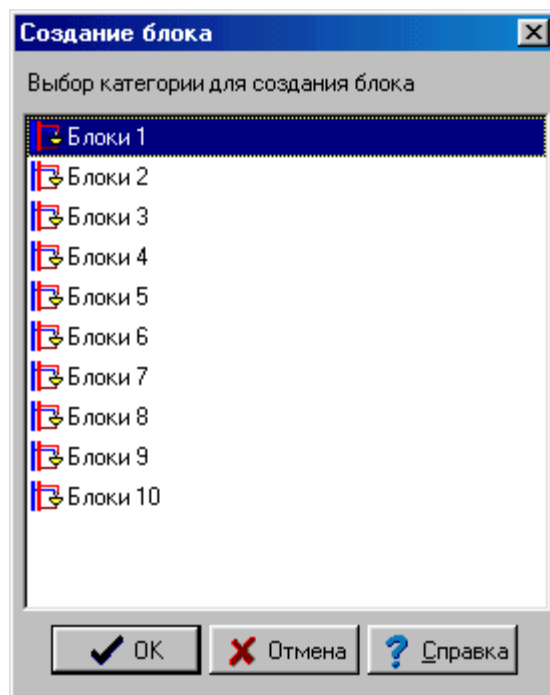 Создание блока
Выбор категории для создания блока
Блоки 1
Блоки 2
Блоки 3
Блоки 4
Блоки 5
Блоки 6
Блоки 7
Блоки 8
Блоки 9
Блоки 10
OK Отмена Справка